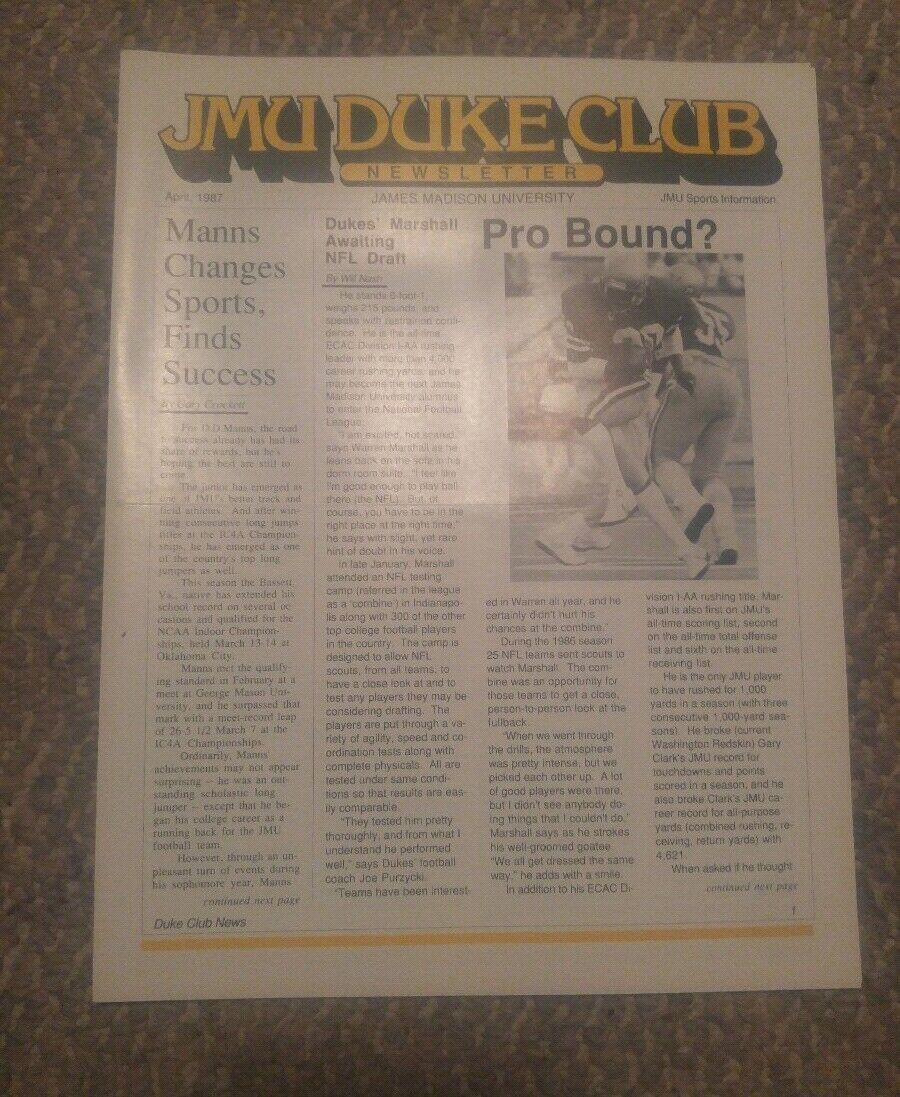 JMU DUKE CLUB
NEWSLETTER
April, 1987
JAMES MADISON UNIVERSITY
JMU Sports Information
Manns
Changes
Sports,
Finds
Success
By Gary Crockett
For D.D Manns, the road
to success already has had its
share of rewards, but he's
hoping the best are still to
come.
The junior has emerged as
one of JMU's better track and
field athletes. And after win-
ning consecutive long jumps
titles at the IC4A Champion-
ships, he has emerged as one
of the country's top long
jumpers as well.
This season the Bassett,
Va., native has extended his
school record on several oc-
casions and qualified for the
NCAA Indoor Champion-
ships, held March 13-14 at
Oklahoma City.
Manns met the qualify-
ing standard in February at a
meet at George Mason Uni-
versity, and he surpassed that
mark with a meet-record leap
of 26-5 1/2 March 7 at the
IC4A Championships.
Ordinarily, Manns'
achievements may not appear
surprising -- he was an out-
standing scholastic long
jumper -- except that he be-
gan his college career as a
running back for the JMU
football team.
However, through an un-
pleasant turn of events during
his sophomore year, Manns
continued next page
Dukes' Marshall
Awaiting
NFL Draft
By Will Nash
He stands 6-foot-1,
weighs 215 pounds, and
speaks with restrained confi-
dence. He is the all-time
ECAC Division I-AA rushing
leader with more than 4,000
career rushing yards, and he
may become the next James
Madison University alumnus
to enter the National Football
League.
"I am excited, not scared,"
says Warren Marshall as he
leans back on the sofa in his
dorm room suite. "I feel like
I'm good enough to play ball
there (the NFL). But, of
course, you have to be in the
right place at the right time,"
he says with slight, yet rare
hint of doubt in his voice.
In late January, Marshall
attended an NFL testing
camp (referred in the league
as a 'combine') in Indianapo-
lis along with 300 of the other
top college football players
in the country. The camp is
designed to allow NFL
scouts, from all teams, to
have a close look at and to
test any players they may be
considering drafting. The
players are put through a va-
riety of agility, speed and co-
ordination tests along with
complete physicals. All are
tested under same condi-
tions so that results are eas-
ily comparable.
"They tested him pretty
thoroughly, and from what I
understand he performed
well," says Dukes' football
coach Joe Purzycki.
"Teams have been interest-
Pro Bound?
ed in Warren all year, and he
certainly didn't hurt his
chances at the combine."
During the 1986 season
25 NFL teams sent scouts to
watch Marshall. The com-
bine was an opportunity for
those teams to get a close,
person-to-person look at the
fullback.
"When we went through
the drills, the atmosphere
was pretty intense, but we
picked each other up. A lot
of good players were there,
but I didn't see anybody do-
ing things that I couldn't do,"
Marshall says as he strokes
his well-groomed goatee.
"We all get dressed the same
way," he adds with a smile.
In addition to his ECAC Di-
vision I-AA rushing title, Mar-
shall is also first on JMU's
all-time scoring list, second
on the all-time total offense
list and sixth on the all-time
receiving list.
He is the only JMU player
to have rushed for 1,000
yards in a season (with three
consecutive 1,000-yard sea-
sons). He broke (current
Washington Redskin) Gary
Clark's JMU record for
touchdowns and points
scored in a season, and he
also broke Clark's JMU ca-
reer record for all-purpose
yards (combined rushing, re-
ceiving, return yards) with
4,621.
When asked if he thought
continued next page
Duke Club News
1